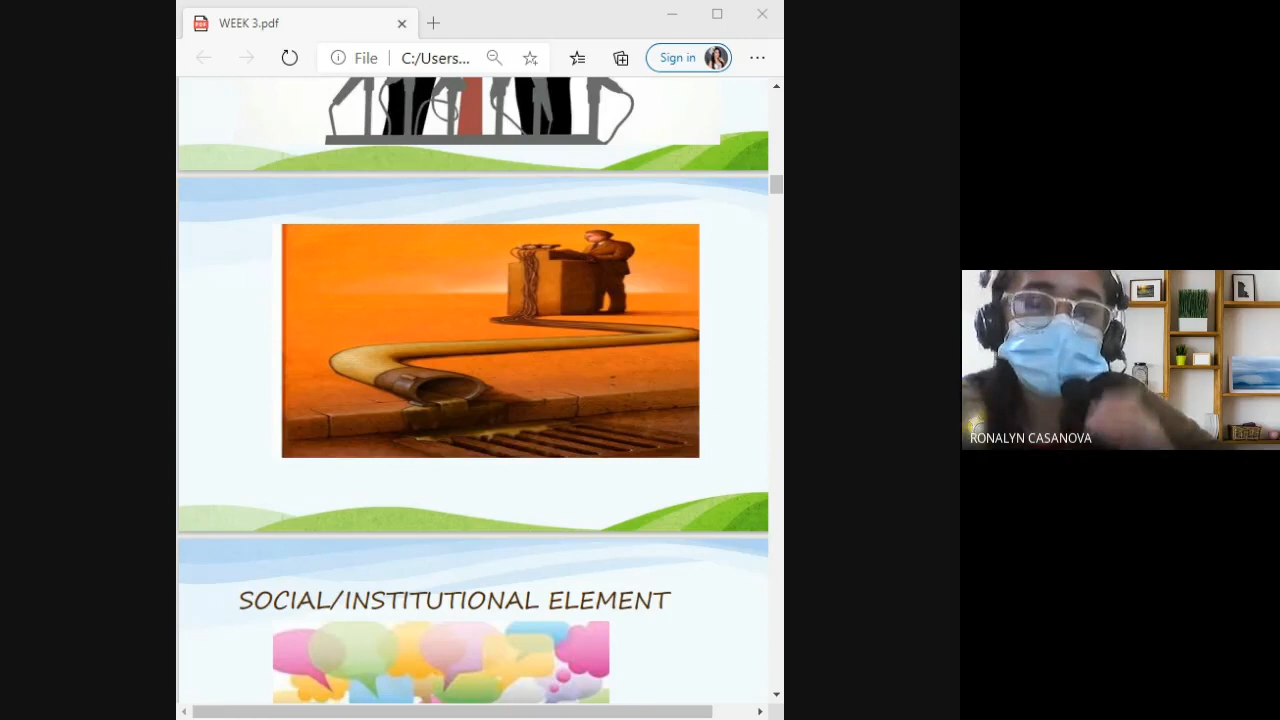 WEEK 3.pdf
File
C:/Users...
Sign in
SOCIAL/INSTITUTIONAL ELEMENT
RONALYN CASANOVA